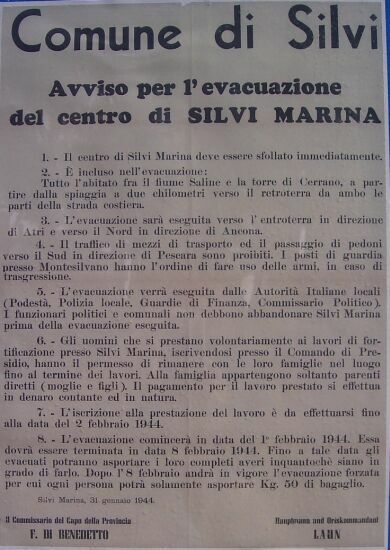 Comune di Silvi
Avviso per l'evacuazione
del centro di SILVI MARINA
1. - Il centro di Silvi Marina deve essere sfollato immediatamente.
2. - È incluso nell'evacuazione:
Tutto l'abitato fra il fiume Saline e la torre di Cerrano, a par-
tire dalla spiaggia a due chilometri verso il retroterra da ambo le
parti della strada costiera.
3. - L'evacuazione sarà eseguita verso l'entroterra in direzione
di Atri e verso il Nord in direzione di Ancona.
4. - Il traffico di mezzi di trasporto ed il passaggio di pedoni
verso il Sud in direzione di Pescara sono proibiti. I posti di guardia
presso Montesilvano hanno l'ordine di fare uso delle armi, in caso di
trasgressione.
5. - L'evacuazione verrà eseguita dalle Autorità Italiane locali
(Podestà, Polizia locale, Guardie di Finanza, Commissario Politico).
I funzionari politici e comunali non debbono abbandonare Silvi Marina
prima della evacuazione eseguita.
6. - Gli uomini che si prestano volontariamente ai lavori di for-
tificazione presso Silvi Marina, iscrivendosi presso il Comando di Pre-
sidio, hanno il permesso di rimanere con le loro famiglie nel luogo
fino al termine dei lavori. Alla famiglia appartengono soltanto parenti
diretti (moglie e figli). Il pagamento per il lavoro prestato si effettua
in denaro contante ed in natura.
7. - L'iscrizione alla prestazione del lavoro è da effettuarsi fino
alla data del 2 febbraio 1944.
8. - L'evacuazione comincerà in data del 1° febbraio 1944. Essa
dovrà essere terminata in data 8 febbraio 1944. Fino a tale data gli
evacuati potranno asportare i loro completi averi inquantochè siano in
grado di farlo. Dopo l'8 febbraio andrà in vigore l'evacuazione forzata
per cui ogni persona potrà solamente asportare Kg. 50 di bagaglio.
Silvi Marina, 31 gennaio 1944.
Il Commissario del Capo della Provincia
F. DI BENEDETTO
Hauptmann und Ortskommandant
LAUN